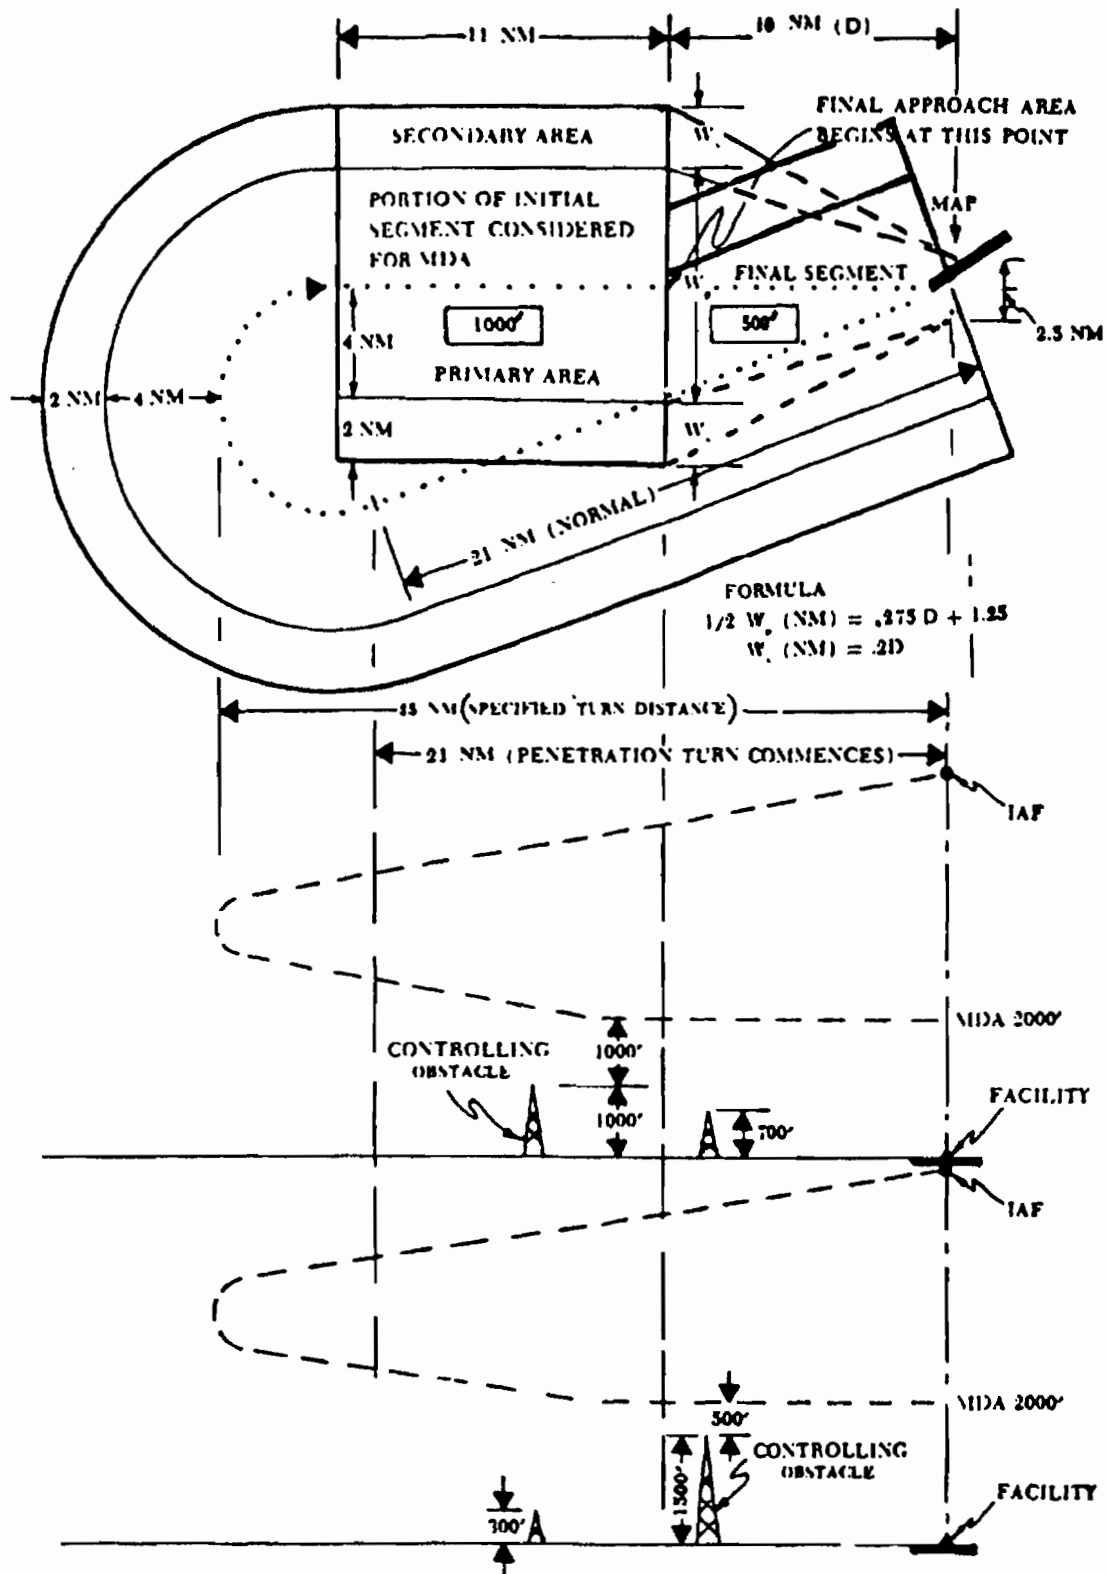 11 NM
10 NM (D)
SECONDARY AREA
W
FINAL APPROACH AREA
BEGINS AT THIS POINT
PORTION OF INITIAL
SEGMENT CONSIDERED
FOR MDA
MAP
W
FINAL SEGMENT
1000'
500'
4 NM
2.5 NM
PRIMARY AREA
2 NM
4 NM
2 NM
W
21 NM (NORMAL)
FORMULA
1/2 W (NM) = .275 D + 1.25
W (NM) = .2D
NM (SPECIFIED TURN DISTANCE)
21 NM (PENETRATION TURN COMMENCES)
IAF
MDA 2000'
1000'
CONTROLLING
OBSTACLE
1000'
700'
FACILITY
IAF
MDA 2000'
500'
CONTROLLING
OBSTACLE
1500'
FACILITY